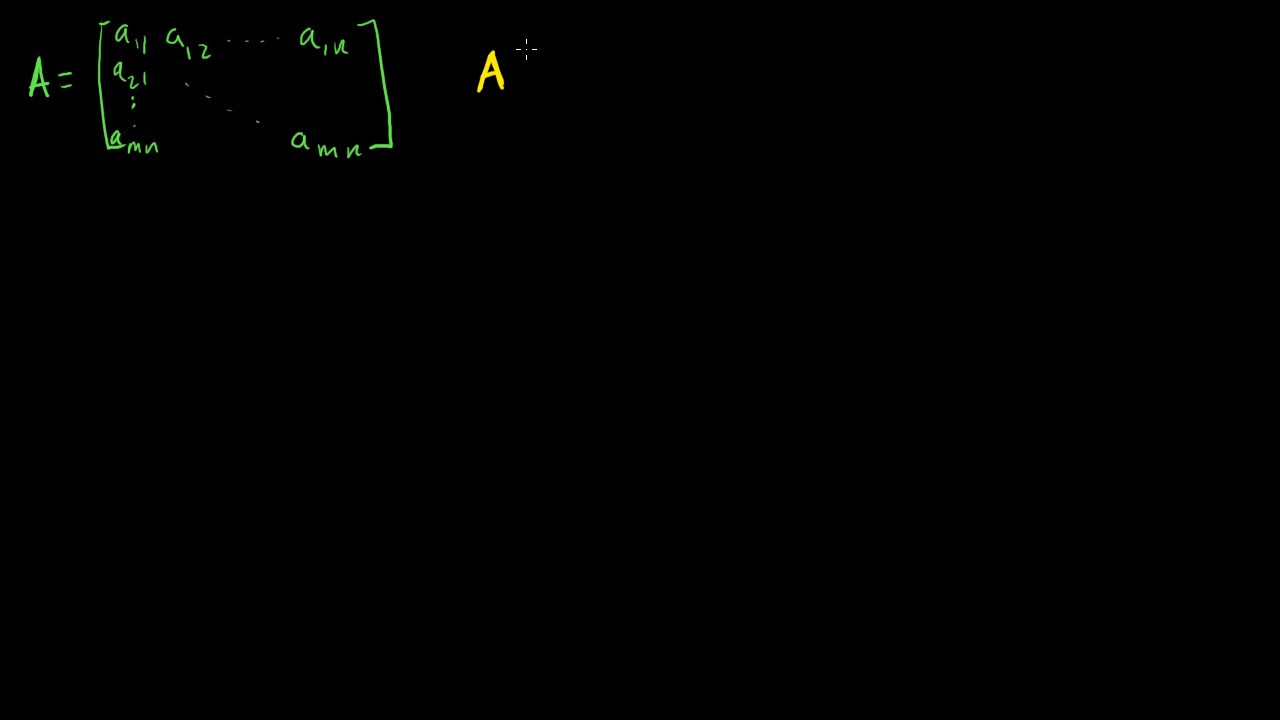 A = [ a₁₁ a₁₂ ..... a₁ₙ ] A
a₂₁ ⋱
⋮
aₘₙ aₘₙ